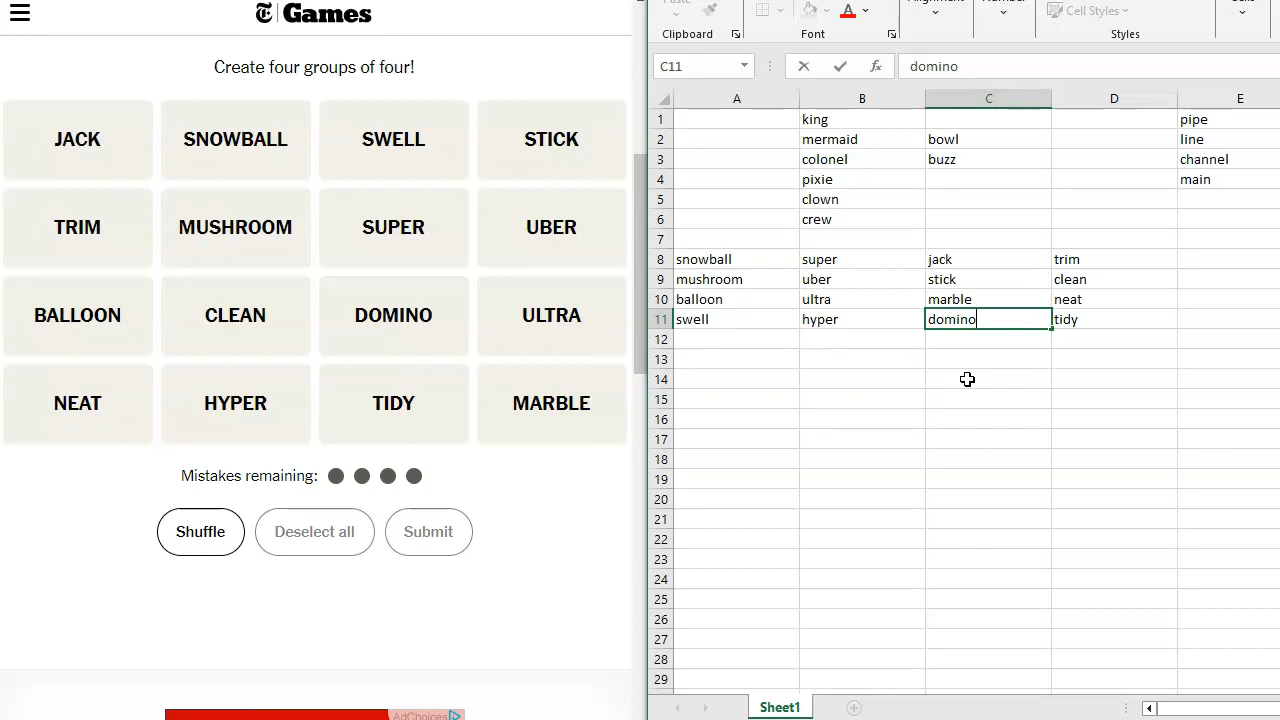 Games
Create four groups of four!
JACK SNOWBALL SWELL STICK
TRIM MUSHROOM SUPER UBER
BALLOON CLEAN DOMINO ULTRA
NEAT HYPER TIDY MARBLE
Mistakes remaining:
Shuffle Deselect all Submit
AdChoices
Paste
Cell Styles
Clipboard Font Styles
C11 fx domino
A B C D E
1 king pipe
2 mermaid bowl line
3 colonel buzz channel
4 pixie main
5 clown
6 crew
7
8 snowball super jack trim
9 mushroom uber stick clean
10 balloon ultra marble neat
11 swell hyper domino tidy
12
13
14
15
16
17
18
19
20
21
22
23
24
25
26
27
28
29
Sheet1